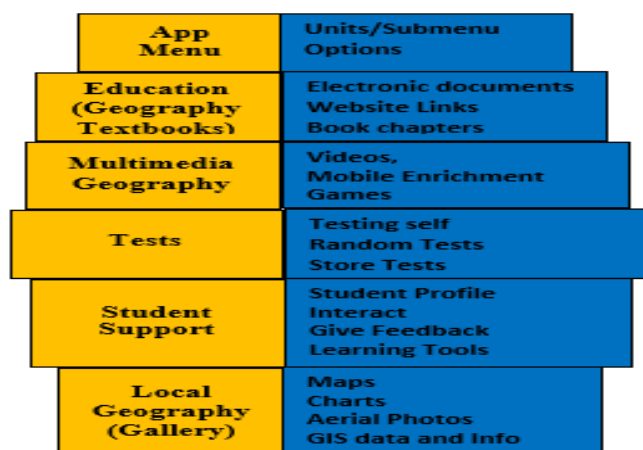 App
Menu
Units/Submenu
Options
Education
(Geography
Textbooks)
Electronic documents
Website Links
Book chapters
Multimedia
Geography
Videos,
Mobile Enrichment
Games
Tests
Testing self
Random Tests
Store Tests
Student
Support
Student Profile
Interact
Give Feedback
Learning Tools
Local
Geography
(Gallery)
Maps
Charts
Aerial Photos
GIS data and Info